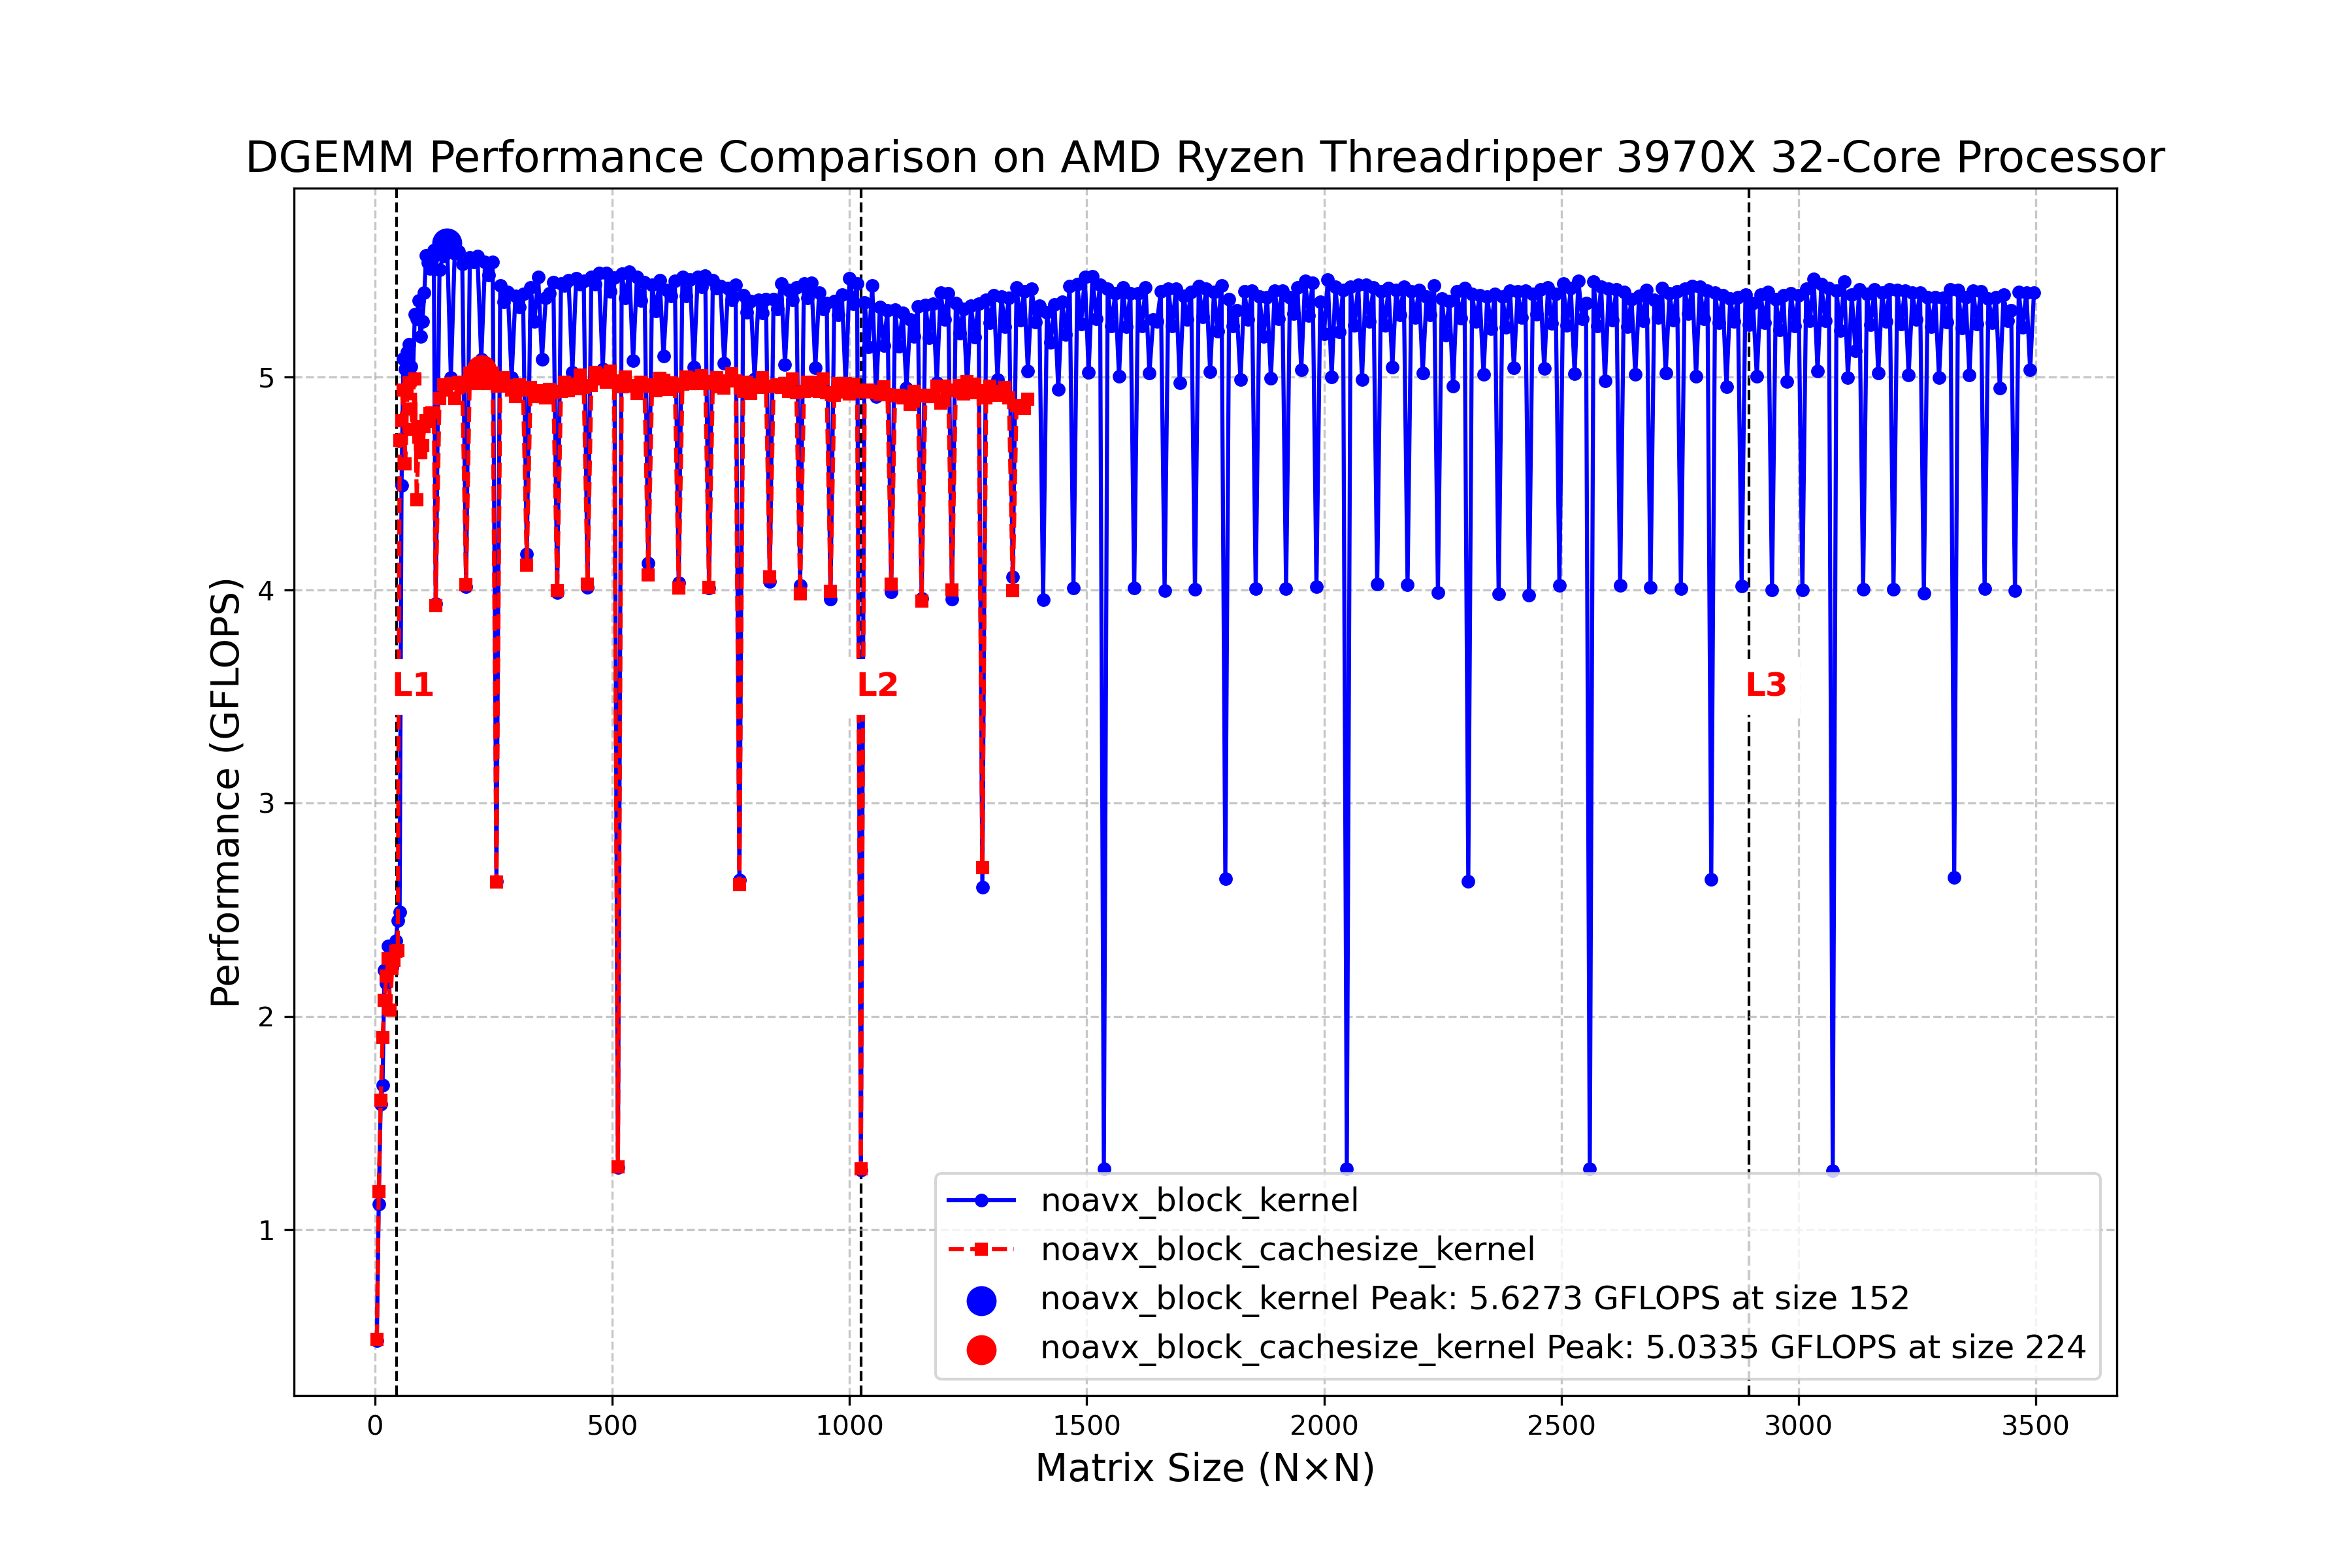 DGEMM Performance Comparison on AMD Ryzen Threadripper 3970X 32-Core Processor
Performance (GFLOPS)
5
4
3
2
1
L1
L2
L3
noavx_block_kernel
noavx_block_cachesize_kernel
noavx_block_kernel Peak: 5.6273 GFLOPS at size 152
noavx_block_cachesize_kernel Peak: 5.0335 GFLOPS at size 224
0 500 1000 1500 2000 2500 3000 3500
Matrix Size (N×N)